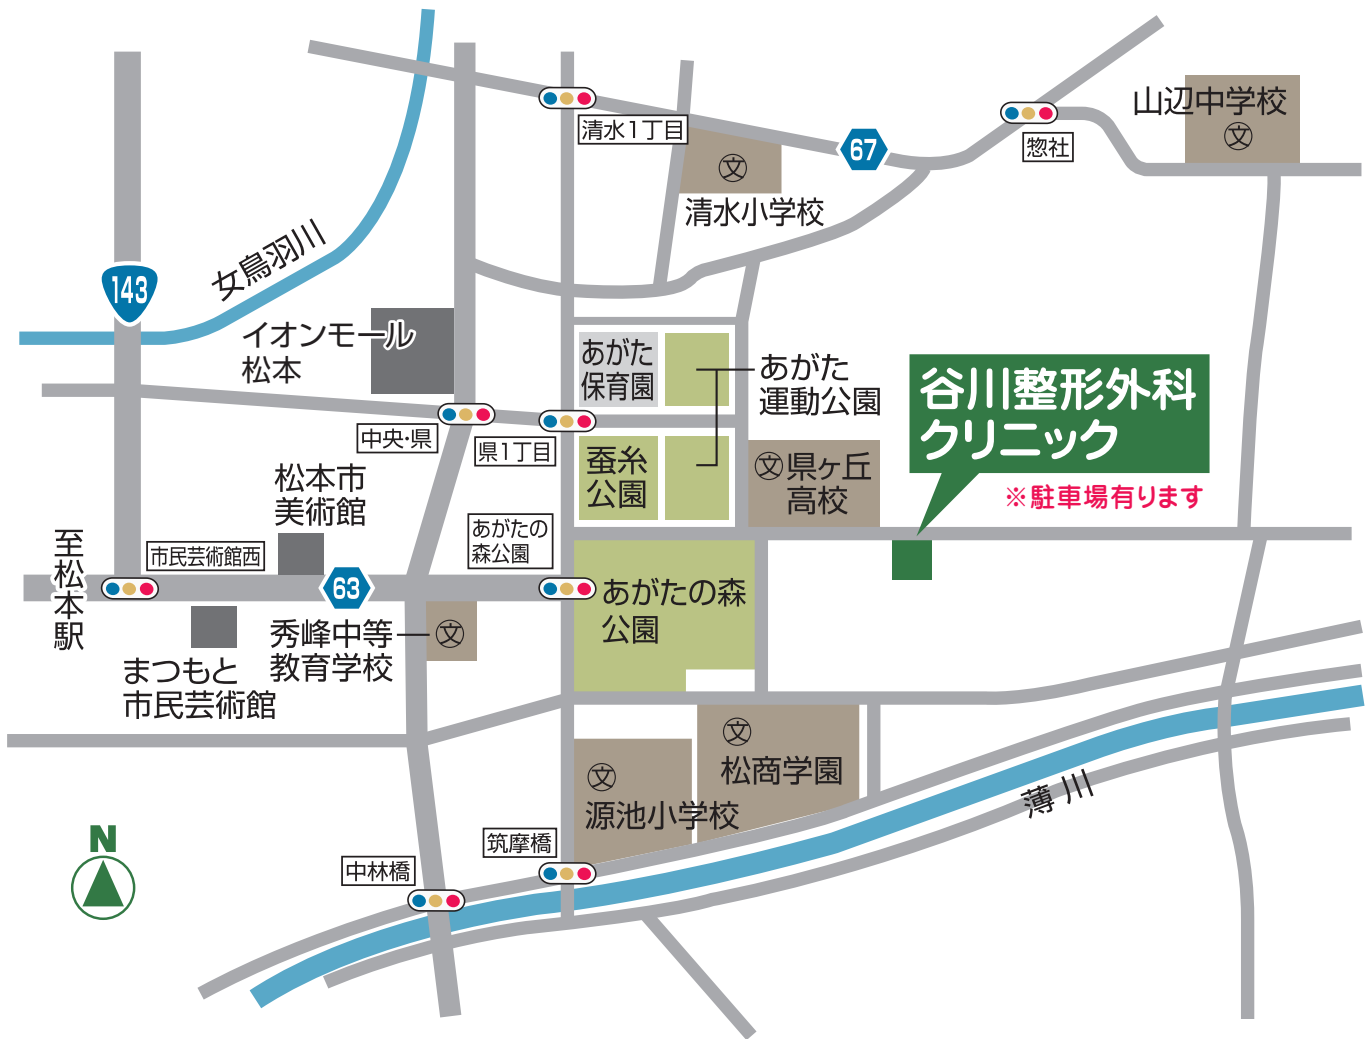 山辺中学校
文
清水1丁目
67
惣社
文
清水小学校
女鳥羽川
143
イオンモール
松本
あがた
保育園
あがた
運動公園
谷川整形外科
クリニック
※駐車場有ります
中央・県
県1丁目
蚕糸
公園
文県ヶ丘
高校
松本市
美術館
あがたの
森公園
至松本駅
市民芸術館西
63
あがたの森
公園
秀峰中等
教育学校
文
まつもと
市民芸術館
文
松商学園
文
源池小学校
薄川
筑摩橋
中林橋
N